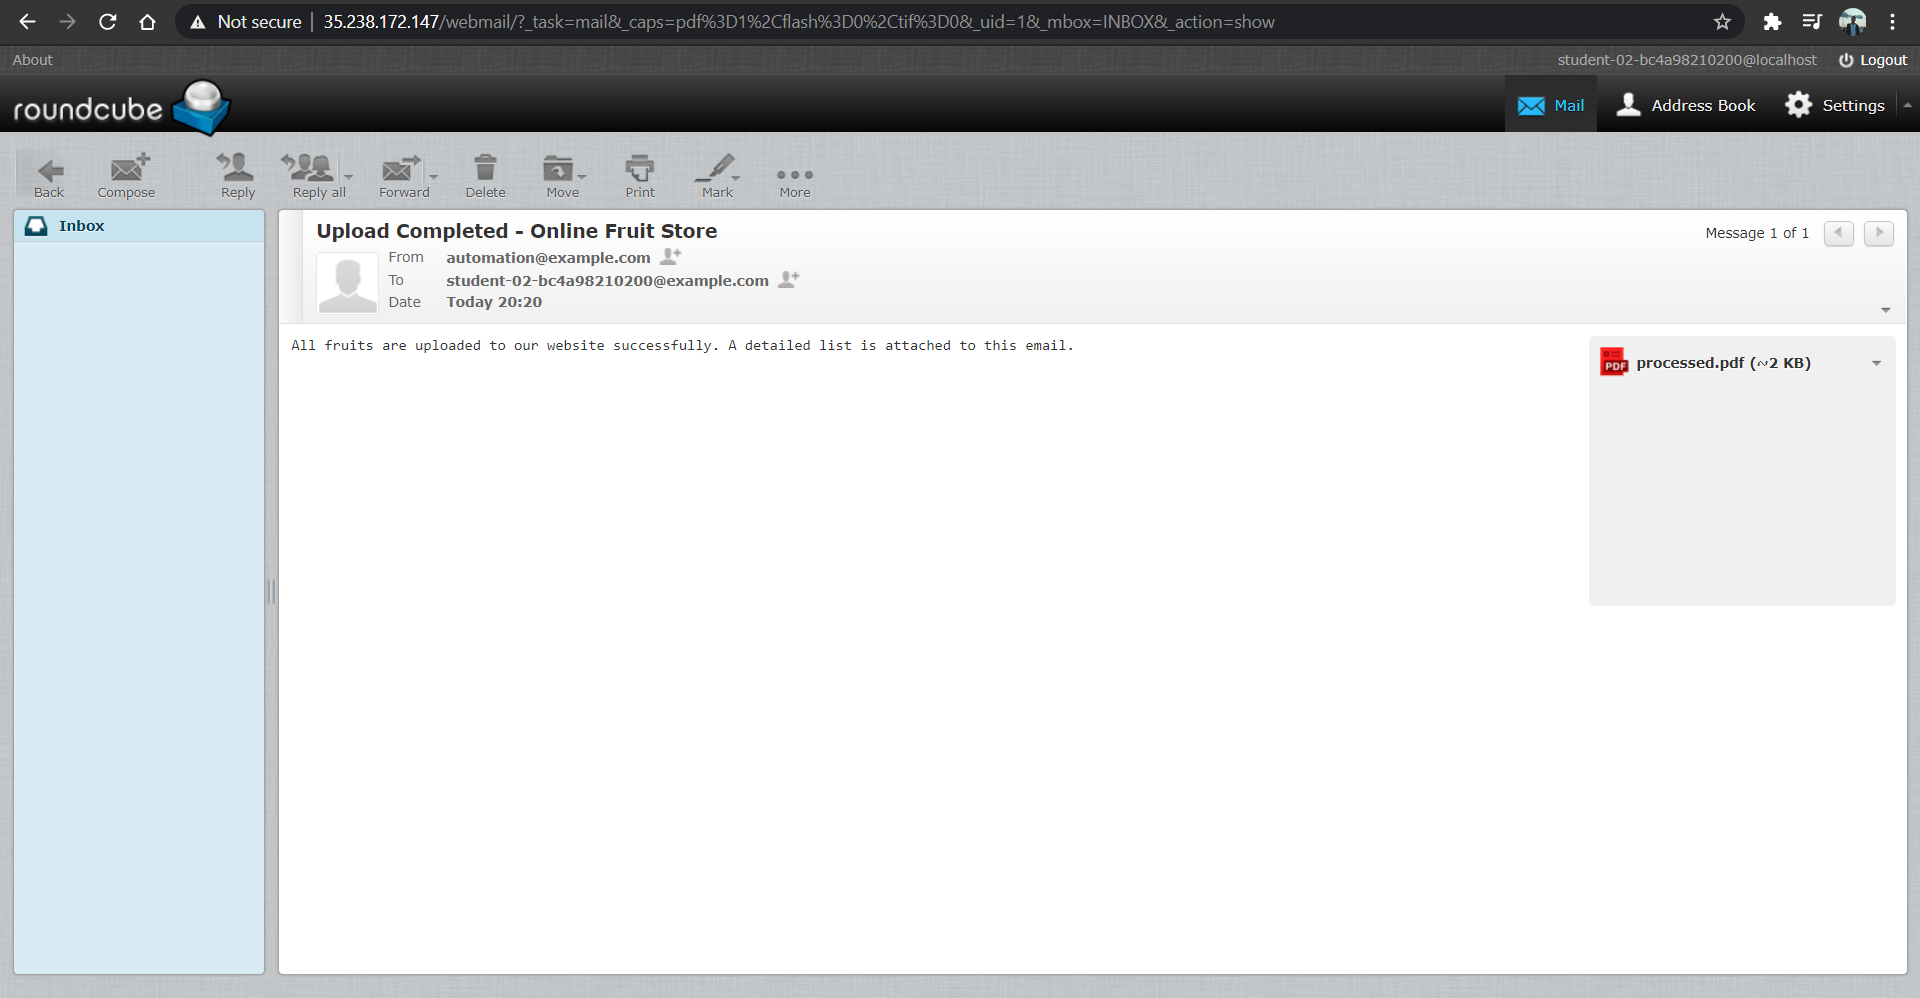 Not secure | 35.238.172.147/webmail/?_task=mail&_caps=pdf%3D1%2Cflash%3D0%2Ctif%3D0&_uid=1&_mbox=INBOX&_action=show
About
student-02-bc4a98210200@localhost
Logout
roundcube
Mail
Address Book
Settings
Back
Compose
Reply
Reply all
Forward
Delete
Move
Print
Mark
More
Inbox
Upload Completed - Online Fruit Store
Message 1 of 1
From automation@example.com
To student-02-bc4a98210200@example.com
Date Today 20:20
All fruits are uploaded to our website successfully. A detailed list is attached to this email.
PDF
processed.pdf (~2 KB)